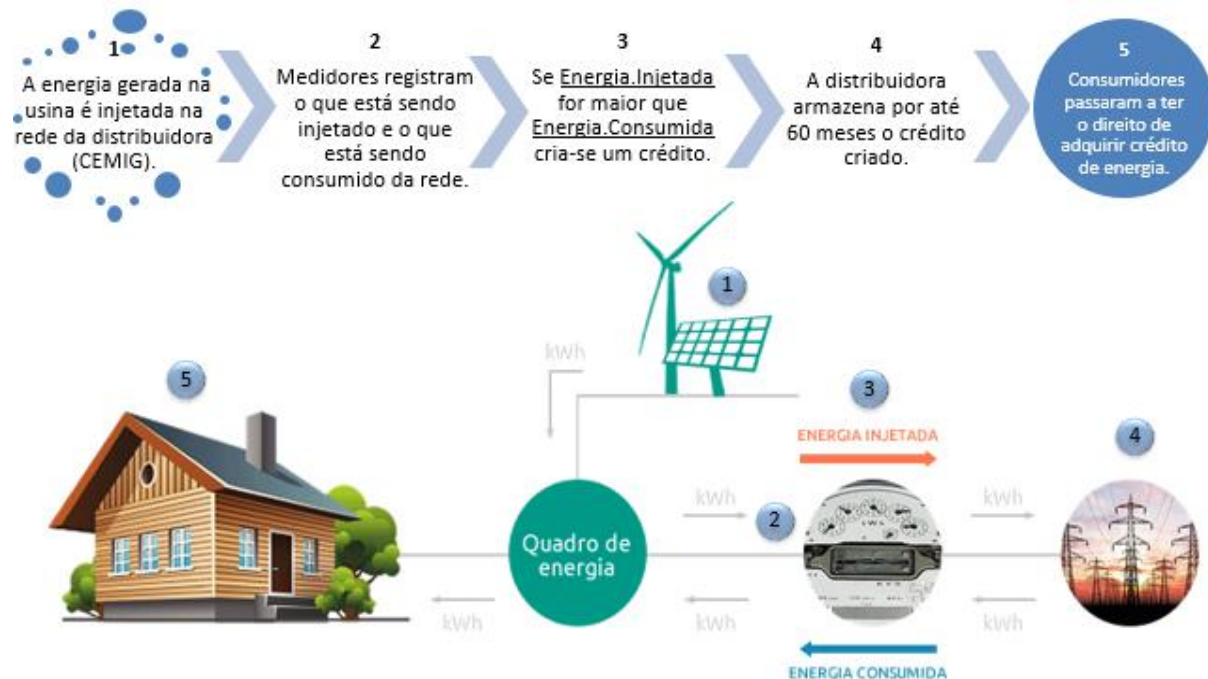 1
A energia gerada na
usina é injetada na
rede da distribuidora
(CEMIG).
2
Medidores registram
o que está sendo
injetado e o que
está sendo
consumido da rede.
3
Se Energia.Injetada
for maior que
Energia.Consumida
cria-se um crédito.
4
A distribuidora
armazena por até
60 meses o crédito
criado.
5
Consumidores
passaram a ter
o direito de
adquirir crédito
de energia.
1
kWh
5
3
ENERGIA INJETADA
4
kWh
kWh
2
Quadro de
energia
kWh
kWh
kWh
kWh
ENERGIA CONSUMIDA